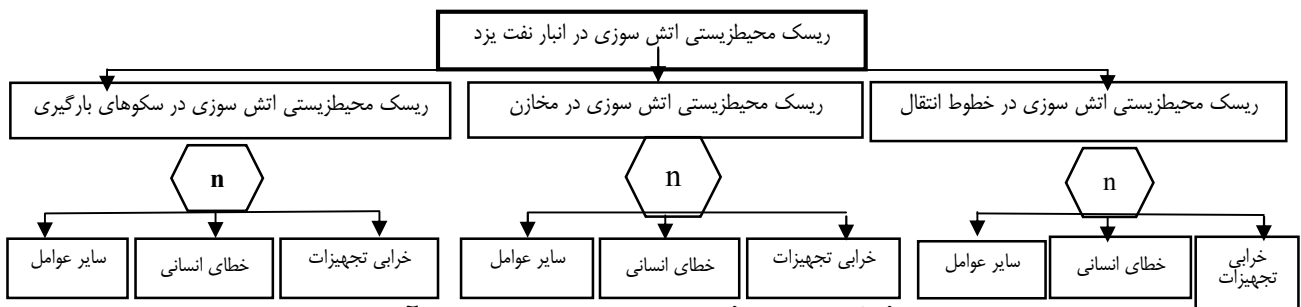 ریسک محیطزیستی اتش سوزی در انبار نفت یزد
ریسک محیطزیستی اتش سوزی در خطوط انتقال
ریسک محیطزیستی اتش سوزی در مخازن
ریسک محیطزیستی اتش سوزی در سکوهای بارگیری
n
n
n
خرابی
تجهیزات
خطای انسانی
سایر عوامل
خرابی تجهیزات
خطای انسانی
سایر عوامل
خرابی تجهیزات
خطای انسانی
سایر عوامل